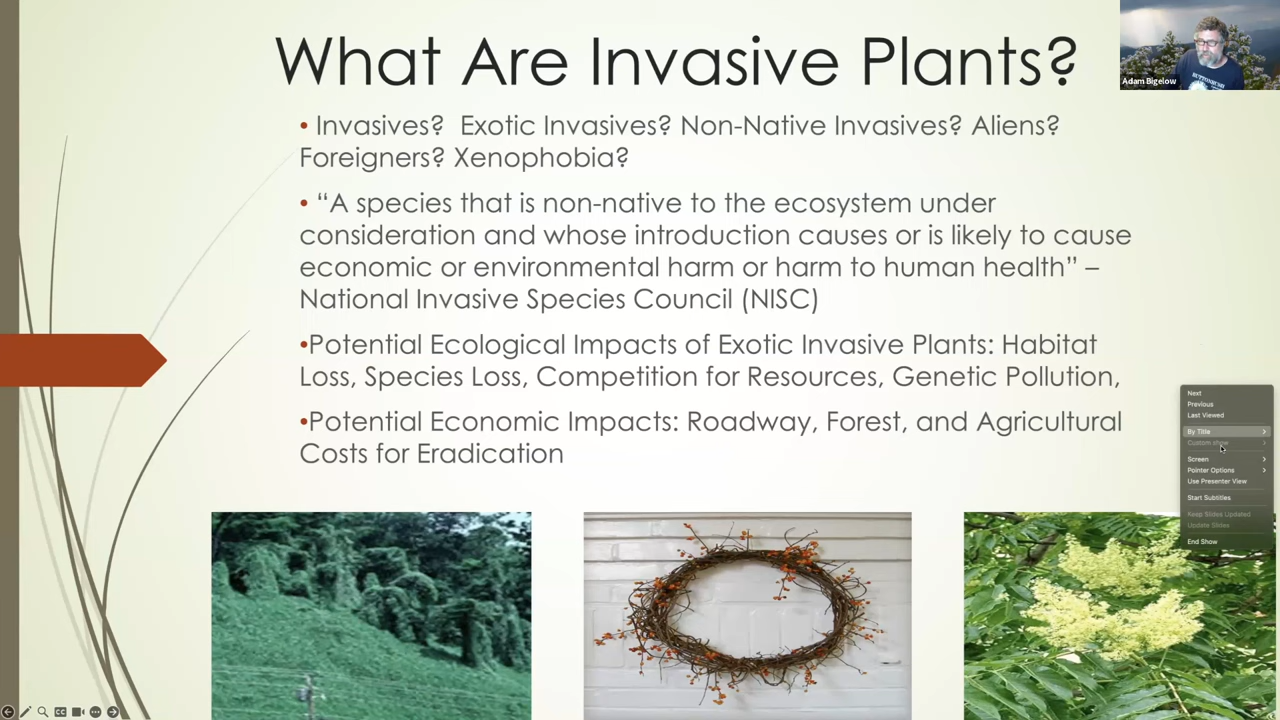 What Are Invasive Plants?
• Invasives?  Exotic Invasives? Non-Native Invasives? Aliens?
Foreigners? Xenophobia?
• “A species that is non-native to the ecosystem under
consideration and whose introduction causes or is likely to cause
economic or environmental harm or harm to human health” –
National Invasive Species Council (NISC)
•Potential Ecological Impacts of Exotic Invasive Plants: Habitat
Loss, Species Loss, Competition for Resources, Genetic Pollution,
•Potential Economic Impacts: Roadway, Forest, and Agricultural
Costs for Eradication
Adam Bigelow
Next
Previous
Last Viewed
By Title
Custom show
Screen
Pointer Options
Use Presenter View
Start Subtitles
Keep Slides Updated
Update Slides
End Show
CC